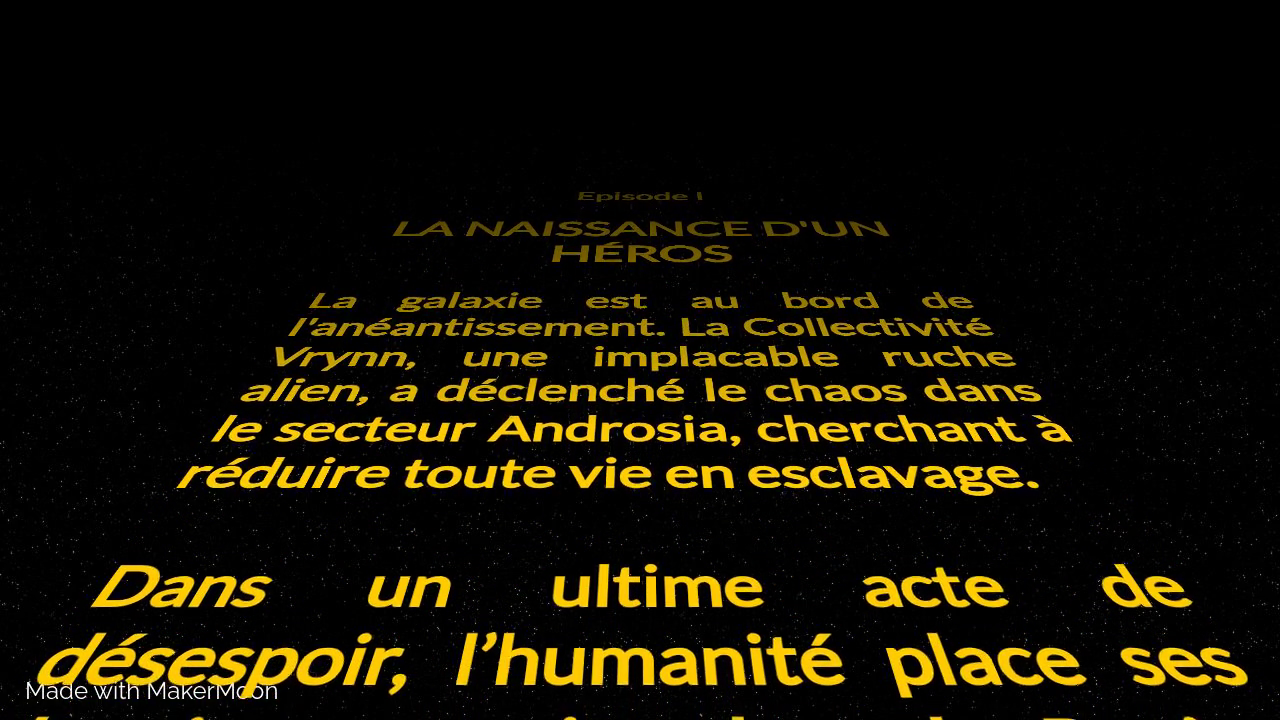 Episode I
LA NAISSANCE D'UN
HÉROS
La galaxie est au bord de
l'anéantissement. La Collectivité
Vrynn, une implacable ruche
alien, a déclenché le chaos dans
le secteur Androsia, cherchant à
réduire toute vie en esclavage.
Dans un ultime acte de
désespoir, l’humanité place ses
Made with MakerMoon